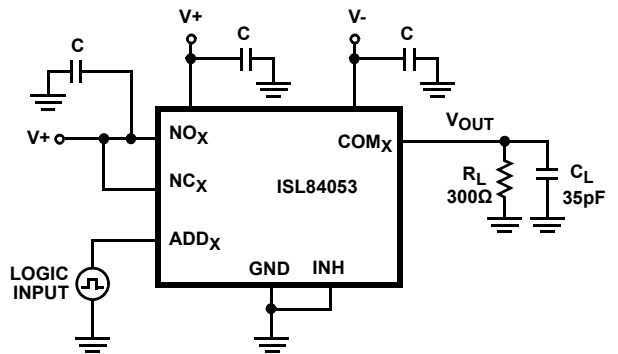 V+
V-
C
C
C
V+
NOX
NCX
ADDX
COMX
ISL84053
VOUT
RL
300Ω
CL
35pF
LOGIC
INPUT
GND
INH